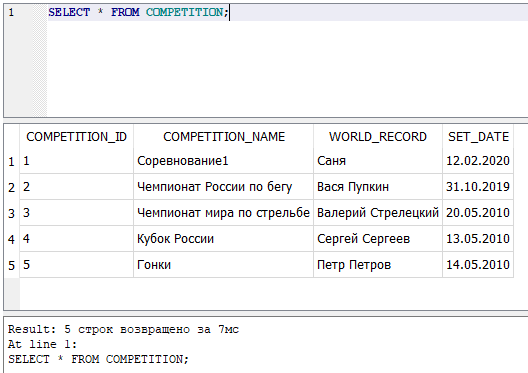 1 SELECT * FROM COMPETITION;
COMPETITION_ID COMPETITION_NAME WORLD_RECORD SET_DATE
1 1 Соревнование1 Саня 12.02.2020
2 2 Чемпионат России по бегу Вася Пупкин 31.10.2019
3 3 Чемпионат мира по стрельбе Валерий Стрелецкий 20.05.2010
4 4 Кубок России Сергей Сергеев 13.05.2010
5 5 Гонки Петр Петров 14.05.2010
Result: 5 строк возвращено за 7мс
At line 1:
SELECT * FROM COMPETITION;